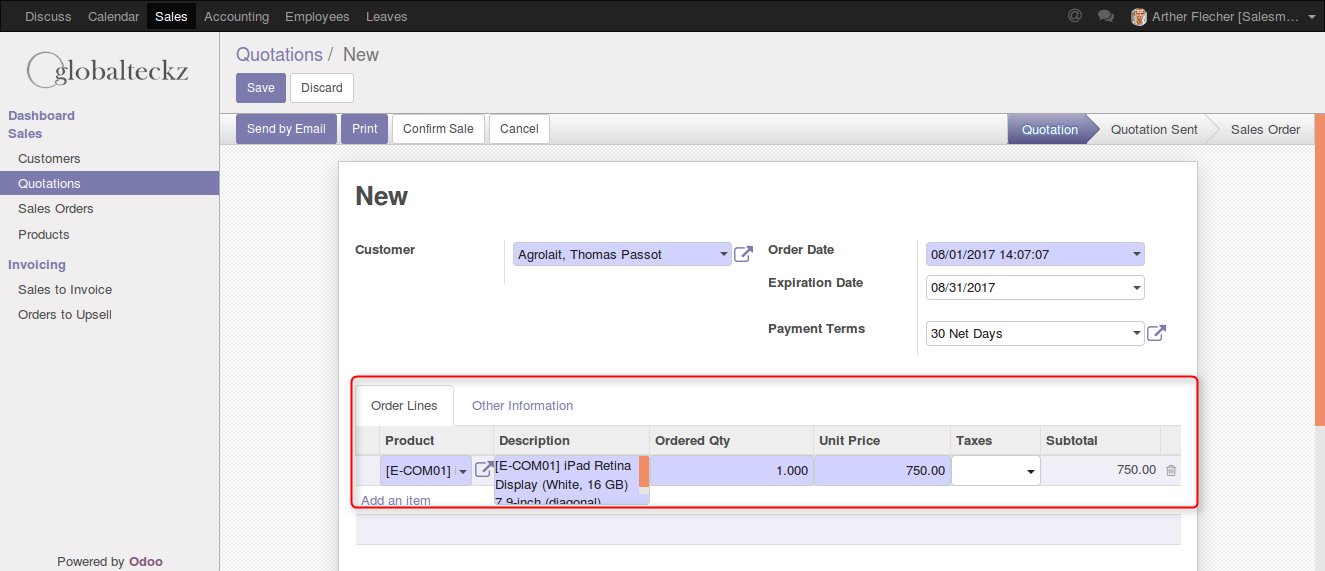 Discuss Calendar Sales Accounting Employees Leaves @ Arther Flecher [Salesm...
globalteckz
Quotations / New
Save Discard
Dashboard
Sales
Customers
Quotations
Sales Orders
Products
Invoicing
Sales to Invoice
Orders to Upsell
Powered by Odoo
Send by Email Print Confirm Sale Cancel Quotation Quotation Sent Sales Order
New
Customer Agrolait, Thomas Passot
Order Date 08/01/2017 14:07:07
Expiration Date 08/31/2017
Payment Terms 30 Net Days
Order Lines Other Information
Product Description Ordered Qty Unit Price Taxes Subtotal
[E-COM01] [E-COM01] iPad Retina 1.000 750.00 750.00
Display (White, 16 GB)
7.9-inch (diagonal)
Add an item